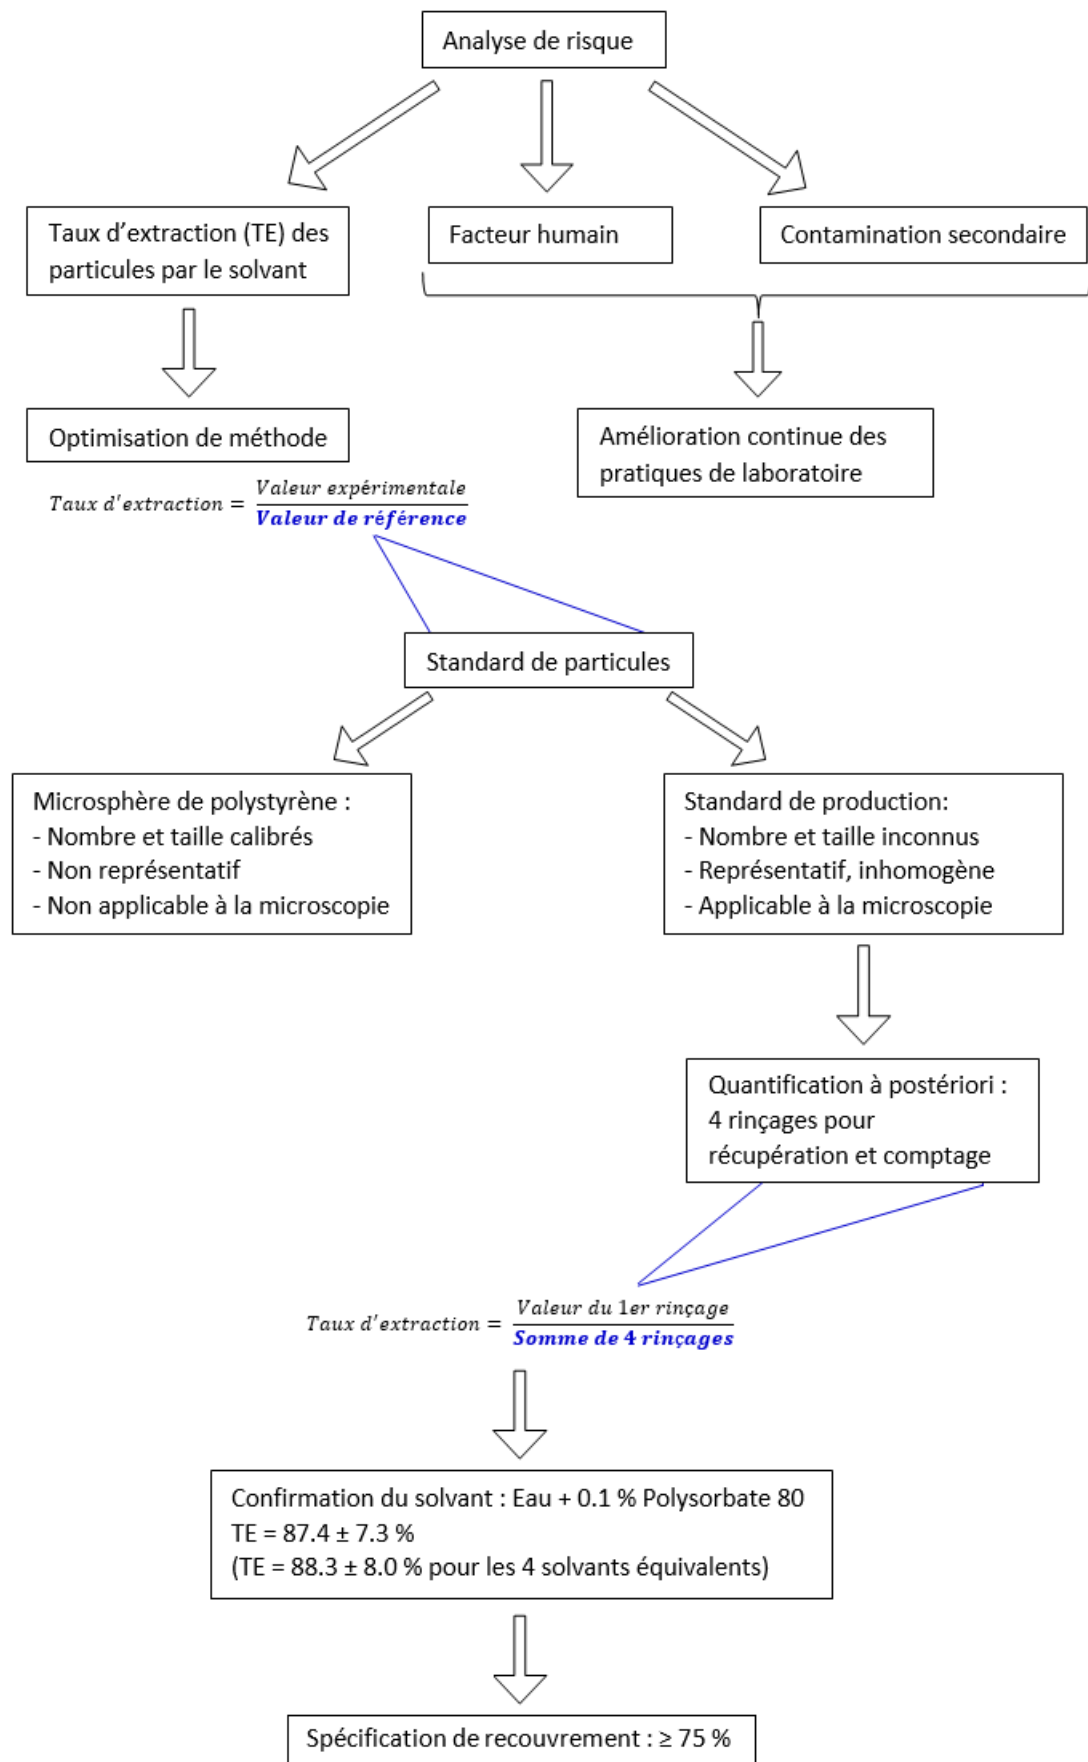 Analyse de risque
Taux d'extraction (TE) des
particules par le solvant
Facteur humain
Contamination secondaire
Optimisation de méthode
Amélioration continue des
pratiques de laboratoire
Taux d'extraction = Valeur expérimentale
Valeur de référence
Standard de particules
Microsphère de polystyrène :
- Nombre et taille calibrés
- Non représentatif
- Non applicable à la microscopie
Standard de production:
- Nombre et taille inconnus
- Représentatif, inhomogène
- Applicable à la microscopie
Quantification à postériori :
4 rinçages pour
récupération et comptage
Taux d'extraction = Valeur du 1er rinçage
Somme de 4 rinçages
Confirmation du solvant : Eau + 0.1 % Polysorbate 80
TE = 87.4 ± 7.3 %
(TE = 88.3 ± 8.0 % pour les 4 solvants équivalents)
Spécification de recouvrement : ≥ 75 %